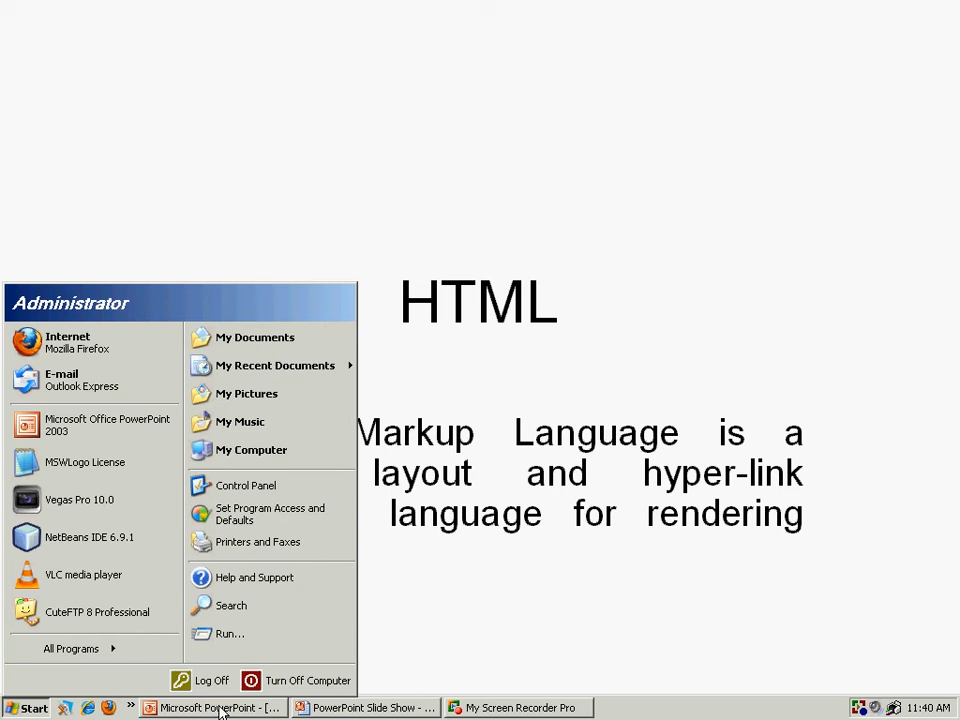 HTML
Markup Language is a
layout and hyper-link
language for rendering
Administrator
Internet
Mozilla Firefox
E-mail
Outlook Express
Microsoft Office PowerPoint
2003
MSWLogo License
Vegas Pro 10.0
NetBeans IDE 6.9.1
VLC media player
CuteFTP 8 Professional
All Programs
My Documents
My Recent Documents
My Pictures
My Music
My Computer
Control Panel
Set Program Access and
Defaults
Printers and Faxes
Help and Support
Search
Run...
Log Off
Turn Off Computer
Start
Microsoft PowerPoint - [...
PowerPoint Slide Show - ...
My Screen Recorder Pro
11:40 AM